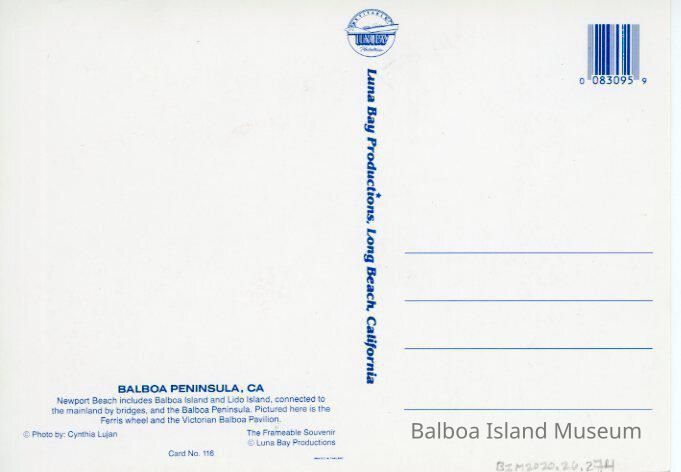 LUNA BAY
Productions
0 083095 9
Luna Bay Productions, Long Beach, California
BALBOA PENINSULA, CA
Newport Beach includes Balboa Island and Lido Island, connected to
the mainland by bridges, and the Balboa Peninsula. Pictured here is the
Ferris wheel and the Victorian Balboa Pavilion.
© Photo by: Cynthia Lujan
The Frameable Souvenir
© Luna Bay Productions
Card No. 116
Balboa Island Museum
BIM2020.26.274